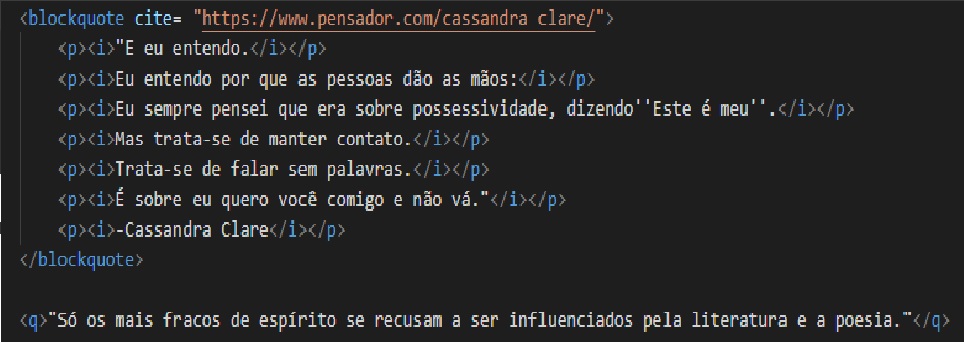 <blockquote cite= "https://www.pensador.com/cassandra clare/">
<p><i>"E eu entendo.</i></p>
<p><i>Eu entendo por que as pessoas dão as mãos:</i></p>
<p><i>Eu sempre pensei que era sobre possessividade, dizendo''Este é meu''.</i></p>
<p><i>Mas trata-se de manter contato.</i></p>
<p><i>Trata-se de falar sem palavras.</i></p>
<p><i>É sobre eu quero você comigo e não vá."</i></p>
<p><i>-Cassandra Clare</i></p>
</blockquote>
<q>"Só os mais fracos de espírito se recusam a ser influenciados pela literatura e a poesia."</q>